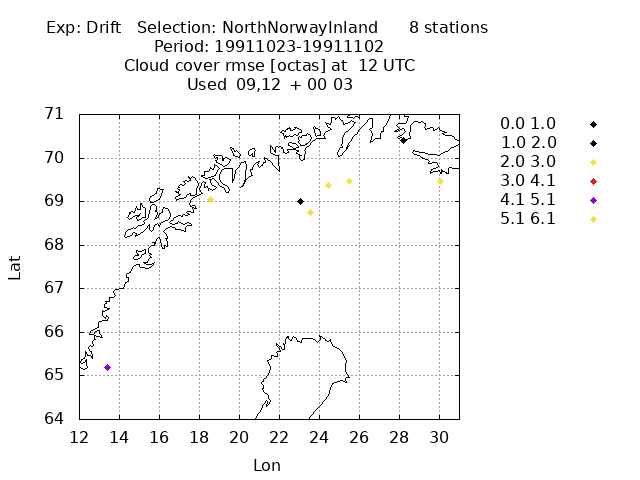 Exp: Drift Selection: NorthNorwayInland 8 stations
Period: 19911023-19911102
Cloud cover rmse [octas] at 12 UTC
Used 09,12 + 00 03
71
70
69
68
67
66
65
64
Lat
12 14 16 18 20 22 24 26 28 30
Lon
0.0 1.0
1.0 2.0
2.0 3.0
3.0 4.1
4.1 5.1
5.1 6.1